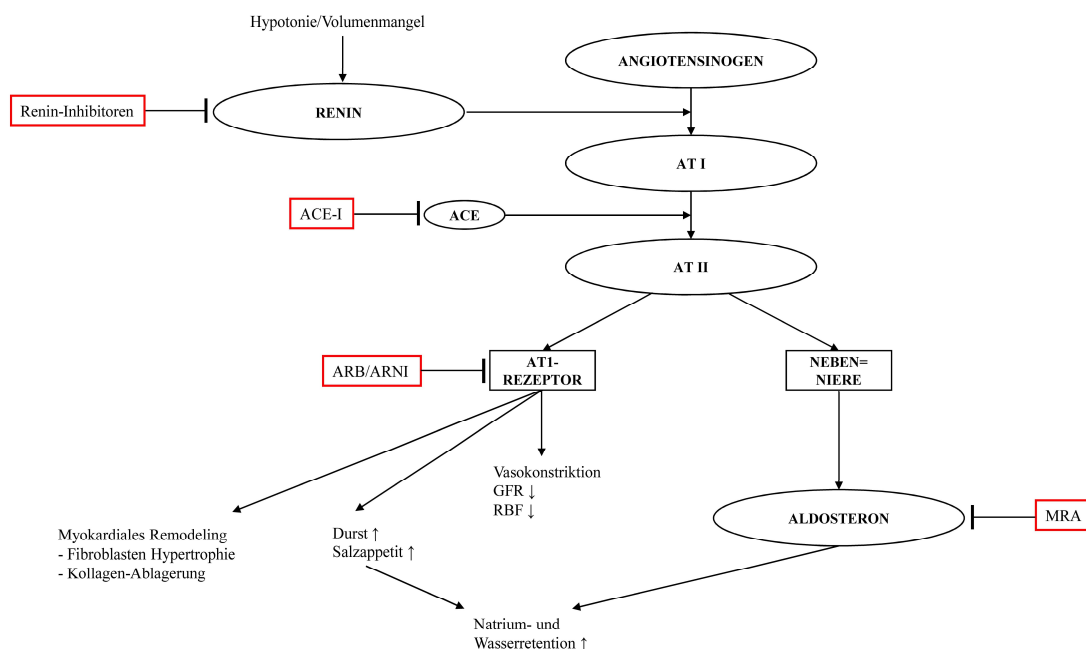 Hypotonie/Volumenmangel
ANGIOTENSINOGEN
Renin-Inhibitoren
RENIN
AT I
ACE-I
ACE
AT II
ARB/ARNI
AT1-
REZEPTOR
NEBEN=
NIERE
Vasokonstriktion
GFR ↓
RBF ↓
ALDOSTERON
MRA
Myokardiales Remodeling
- Fibroblasten Hypertrophie
- Kollagen-Ablagerung
Durst ↑
Salzappetit ↑
Natrium- und
Wasserretention ↑